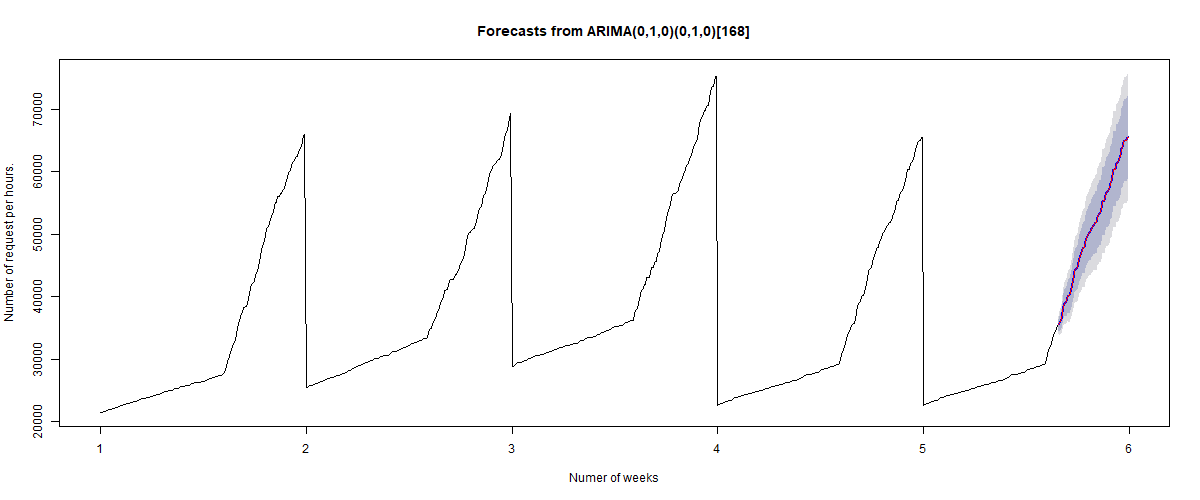 Forecasts from ARIMA(0,1,0)(0,1,0)[168]
Number of request per hours.
70000
60000
50000
40000
30000
20000
1 2 3 4 5 6
Numer of weeks